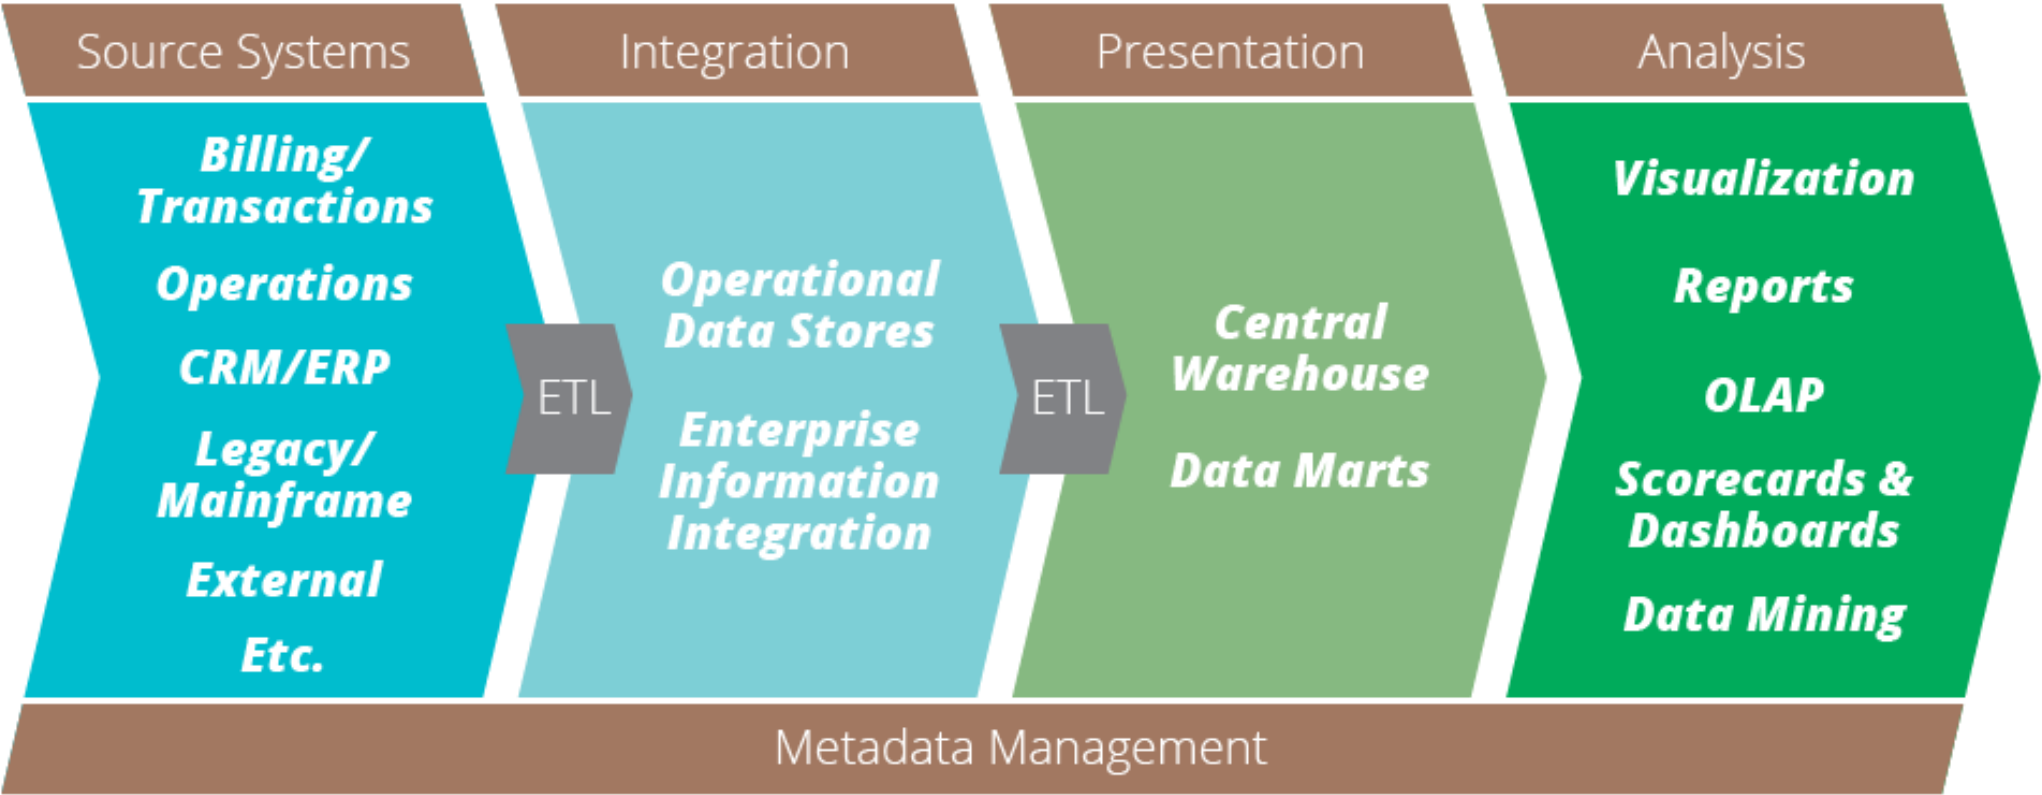 Source Systems
Billing/
Transactions
Operations
CRM/ERP
Legacy/
Mainframe
External
Etc.
ETL
Integration
Operational
Data Stores
Enterprise
Information
Integration
ETL
Presentation
Central
Warehouse
Data Marts
Analysis
Visualization
Reports
OLAP
Scorecards &
Dashboards
Data Mining
Metadata Management